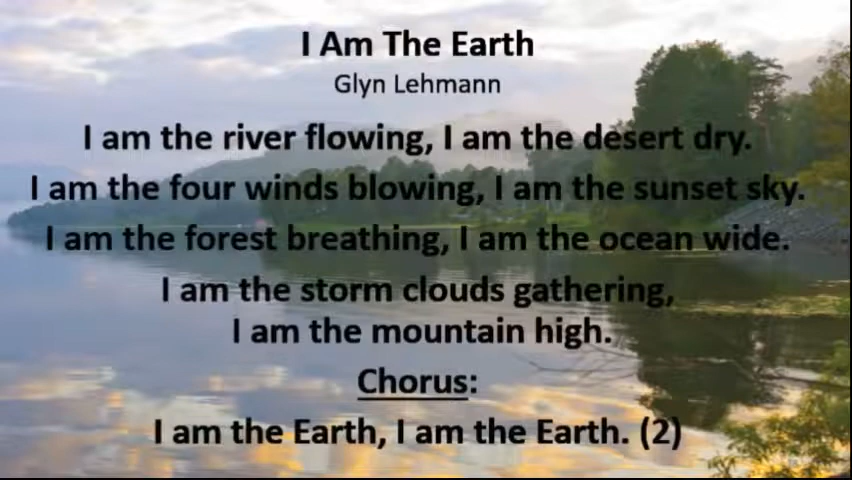 I Am The Earth
Glyn Lehmann
I am the river flowing, I am the desert dry.
I am the four winds blowing, I am the sunset sky.
I am the forest breathing, I am the ocean wide.
I am the storm clouds gathering,
I am the mountain high.
Chorus:
I am the Earth, I am the Earth. (2)